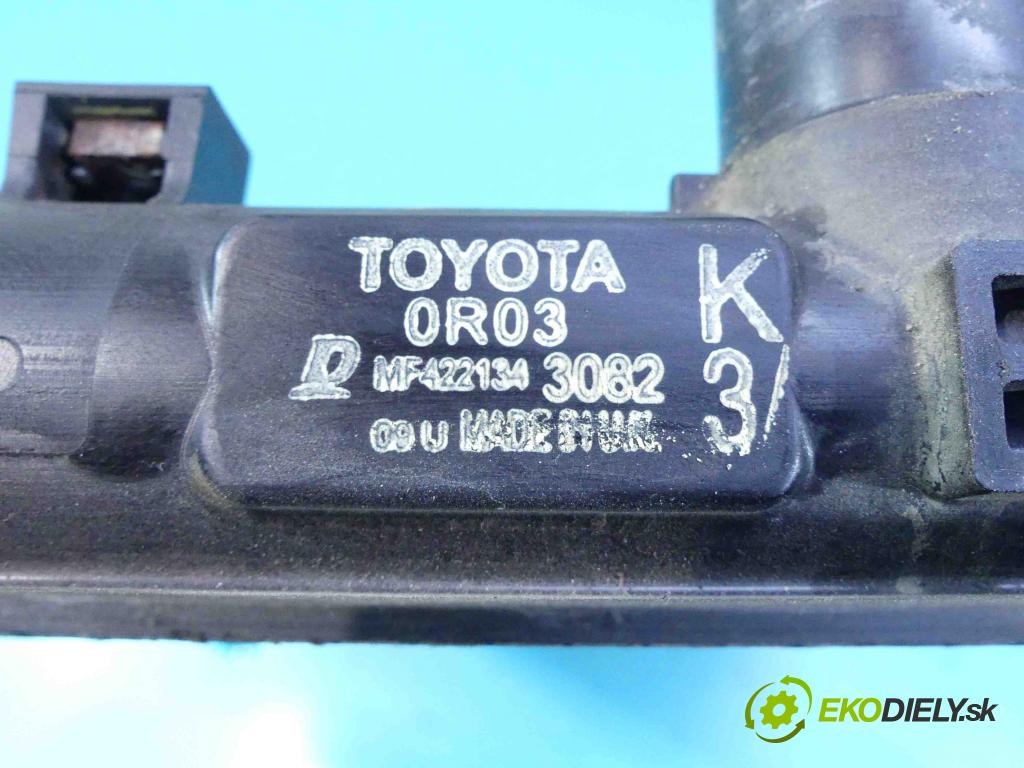 TOYOTA
0R03
MF422134 3082
09 U MADE IN U.K.
K
3/
EKODIELY.sk